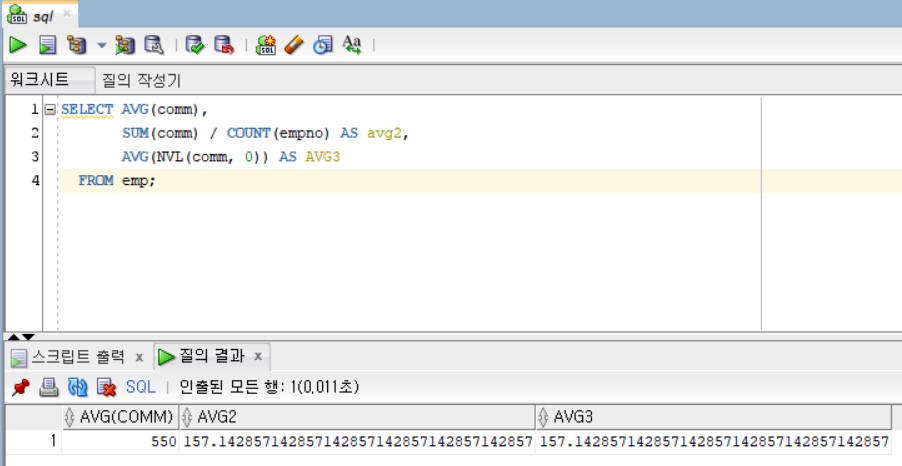 sql
워크시트 질의 작성기
1 SELECT AVG(comm),
2 SUM(comm) / COUNT(empno) AS avg2,
3 AVG(NVL(comm, 0)) AS AVG3
4 FROM emp;
스크립트 출력 x 질의 결과 x
SQL | 인출된 모든 행: 1(0,011초)
AVG(COMM) AVG2 AVG3
1 550 157.142857142857142857142857142857142857 157.142857142857142857142857142857142857